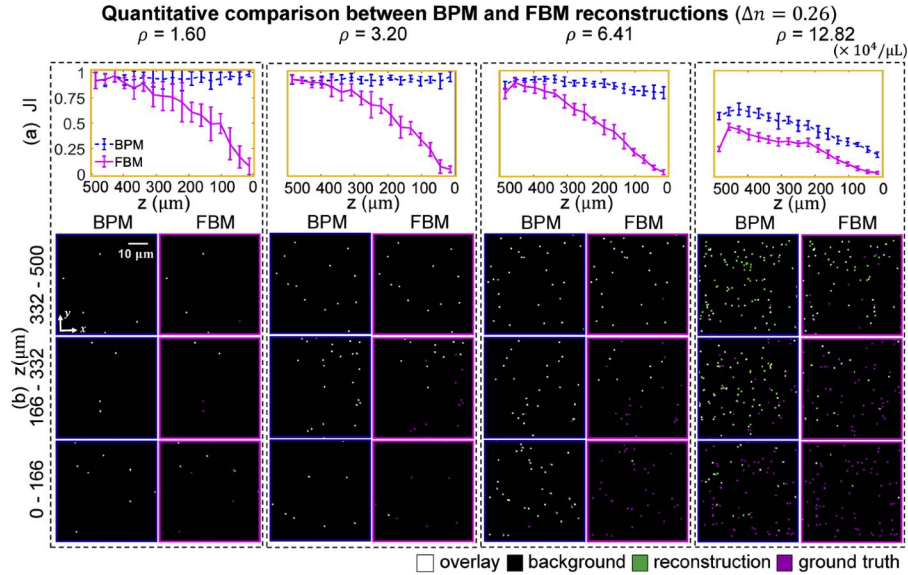 Quantitative comparison between BPM and FBM reconstructions (Δn = 0.26)
ρ = 1.60 ρ = 3.20 ρ = 6.41 ρ = 12.82
(× 10⁴/μL)
(a) JI
1
0.75
0.5
0.25
0
BPM
FBM
500 400 300 200 100 0
z (μm)
500 400 300 200 100 0
z (μm)
500 400 300 200 100 0
z (μm)
500 400 300 200 100 0
z (μm)
BPM FBM BPM FBM BPM FBM BPM FBM
(b) z(μm)
332 - 500
166 - 332
0 - 166
10 μm
y
x
overlay background reconstruction ground truth